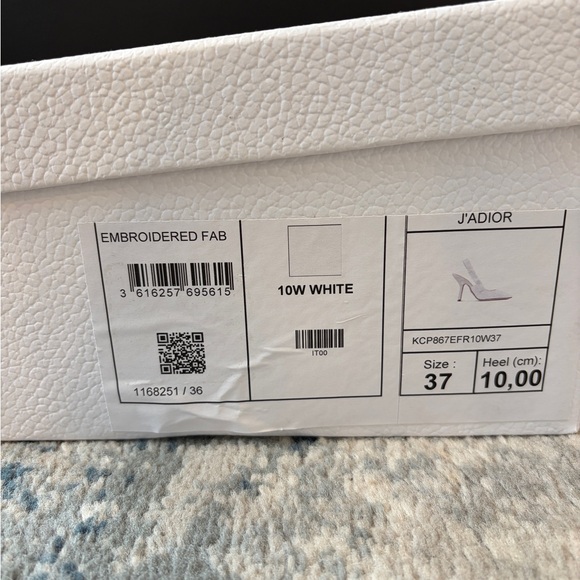 EMBROIDERED FAB
3 616257 695615
1168251 / 36
10W WHITE
IT00
J'ADIOR
KCP867EFR10W37
Size :
37
Heel (cm):
10,00